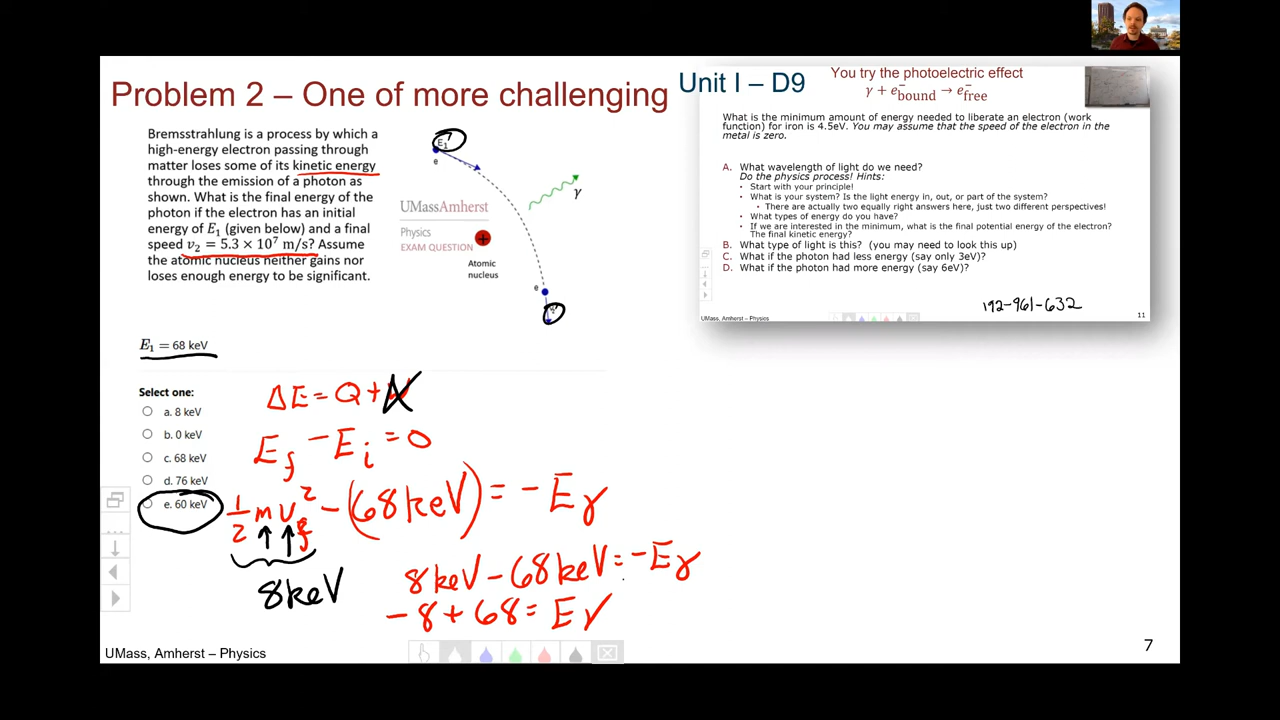 Problem 2 – One of more challenging
Bremsstrahlung is a process by which a
high-energy electron passing through
matter loses some of its kinetic energy
through the emission of a photon as
shown. What is the final energy of the
photon if the electron has an initial
energy of E₁ (given below) and a final
speed v₂ = 5.3 × 10⁷ m/s? Assume
the atomic nucleus neither gains nor
loses enough energy to be significant.
E₁
e
γ
UMassAmherst
Physics
EXAM QUESTION
Atomic
nucleus
e
E₁ = 68 keV
Select one:
a. 8 keV
b. 0 keV
c. 68 keV
d. 76 keV
e. 60 keV
ΔE = Q +
E_f - E_i = 0
½ m v_f² - (68 keV) = - Eγ
8 keV
8 keV - 68 keV = - Eγ
- 8 + 68 = Eγ
Unit I – D9
You try the photoelectric effect
γ + e⁻bound → e⁻free
What is the minimum amount of energy needed to liberate an electron (work
function) for iron is 4.5eV. You may assume that the speed of the electron in the
metal is zero.
A. What wavelength of light do we need?
Do the physics process! Hints:
• Start with your principle!
• What is your system? Is the light energy in, out, or part of the system?
• There are actually two equally right answers here, just two different perspectives!
• What types of energy do you have?
• If we are interested in the minimum, what is the final potential energy of the electron?
The final kinetic energy?
B. What type of light is this? (you may need to look this up)
C. What if the photon had less energy (say only 3eV)?
D. What if the photon had more energy (say 6eV)?
192-961-632
UMass, Amherst – Physics
11
UMass, Amherst – Physics
7